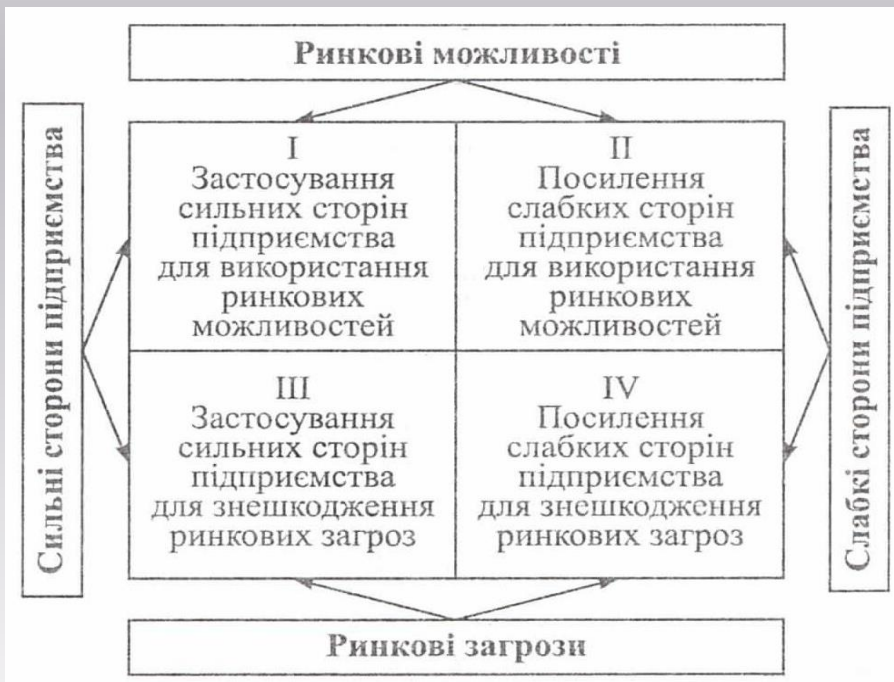 Ринкові можливості
Сильні сторони підприємства
I
Застосування
сильних сторін
підприємства
для використання
ринкових
можливостей
II
Посилення
слабких сторін
підприємства
для використання
ринкових
можливостей
III
Застосування
сильних сторін
підприємства
для знешкодження
ринкових загроз
IV
Посилення
слабких сторін
підприємства
для знешкодження
ринкових загроз
Слабкі сторони підприємства
Ринкові загрози